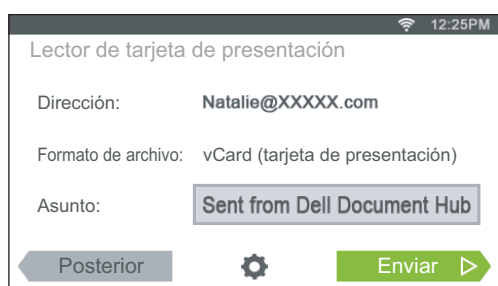 12:25PM
Lector de tarjeta de presentación
Dirección: Natalie@XXXXX.com
Formato de archivo: vCard (tarjeta de presentación)
Asunto: Sent from Dell Document Hub
Posterior Enviar